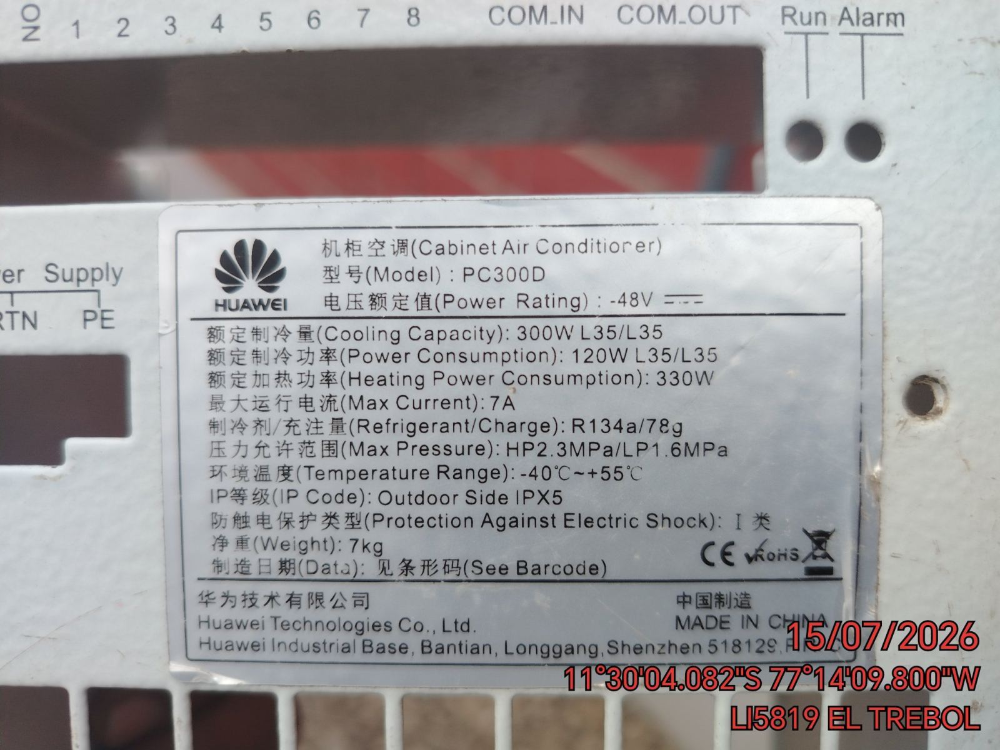 NO 1 2 3 4 5 6 7 8 COM_IN COM_OUT Run Alarm
Supply
RTN PE
HUAWEI
机柜空调(Cabinet Air Conditioner)
型号(Model) : PC300D
电压额定值(Power Rating) : -48V
额定制冷量(Cooling Capacity): 300W L35/L35
额定制冷功率(Power Consumption): 120W L35/L35
额定加热功率(Heating Power Consumption): 330W
最大运行电流(Max Current): 7A
制冷剂/充注量(Refrigerant/Charge): R134a/78g
压力允许范围(Max Pressure): HP2.3MPa/LP1.6MPa
环境温度(Temperature Range): -40℃~+55℃
IP等级(IP Code): Outdoor Side IPX5
防触电保护类型(Protection Against Electric Shock): I 类
净重(Weight): 7kg
制造日期(Data): 见条形码(See Barcode)
CE RoHS
华为技术有限公司
中国制造
Huawei Technologies Co., Ltd.
MADE IN CHINA
Huawei Industrial Base, Bantian, Longgang, Shenzhen 518129,
15/07/2026
11°30'04.082"S 77°14'09.800"W
LI5819 EL TREBOL